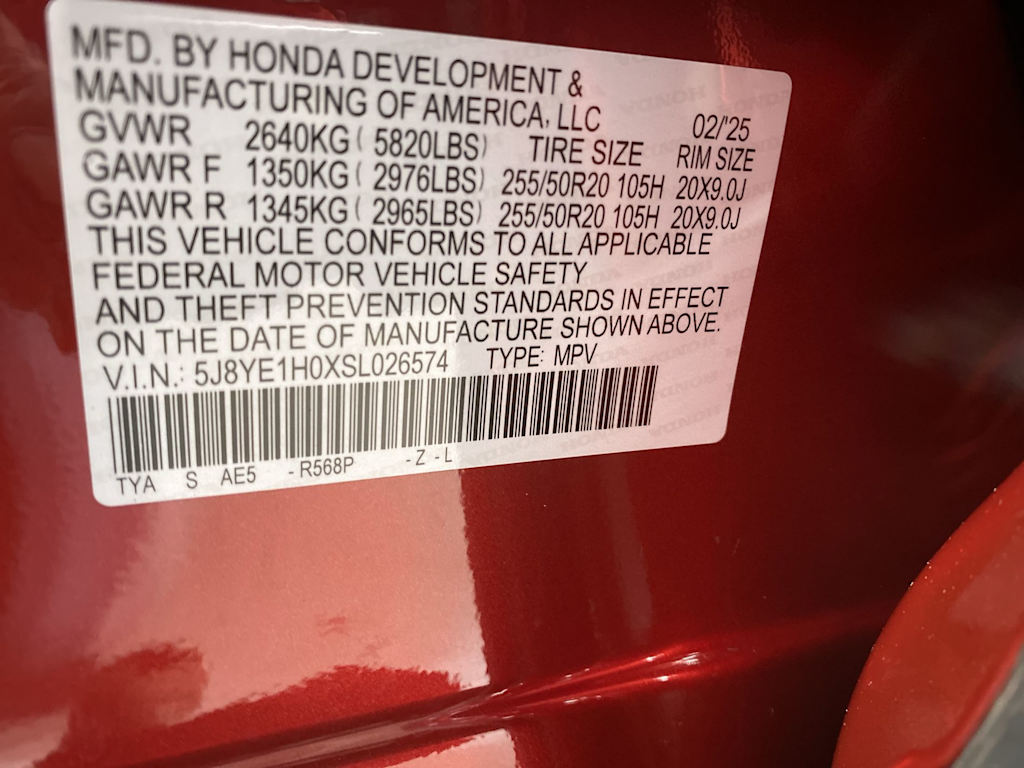 MFD. BY HONDA DEVELOPMENT &
MANUFACTURING OF AMERICA, LLC 02/'25
GVWR 2640KG ( 5820LBS) TIRE SIZE RIM SIZE
GAWR F 1350KG ( 2976LBS) 255/50R20 105H 20X9.0J
GAWR R 1345KG ( 2965LBS) 255/50R20 105H 20X9.0J
THIS VEHICLE CONFORMS TO ALL APPLICABLE
FEDERAL MOTOR VEHICLE SAFETY
AND THEFT PREVENTION STANDARDS IN EFFECT
ON THE DATE OF MANUFACTURE SHOWN ABOVE.
V.I.N.: 5J8YE1H0XSL026574 TYPE: MPV
TYA S AE5 -R568P -Z -L